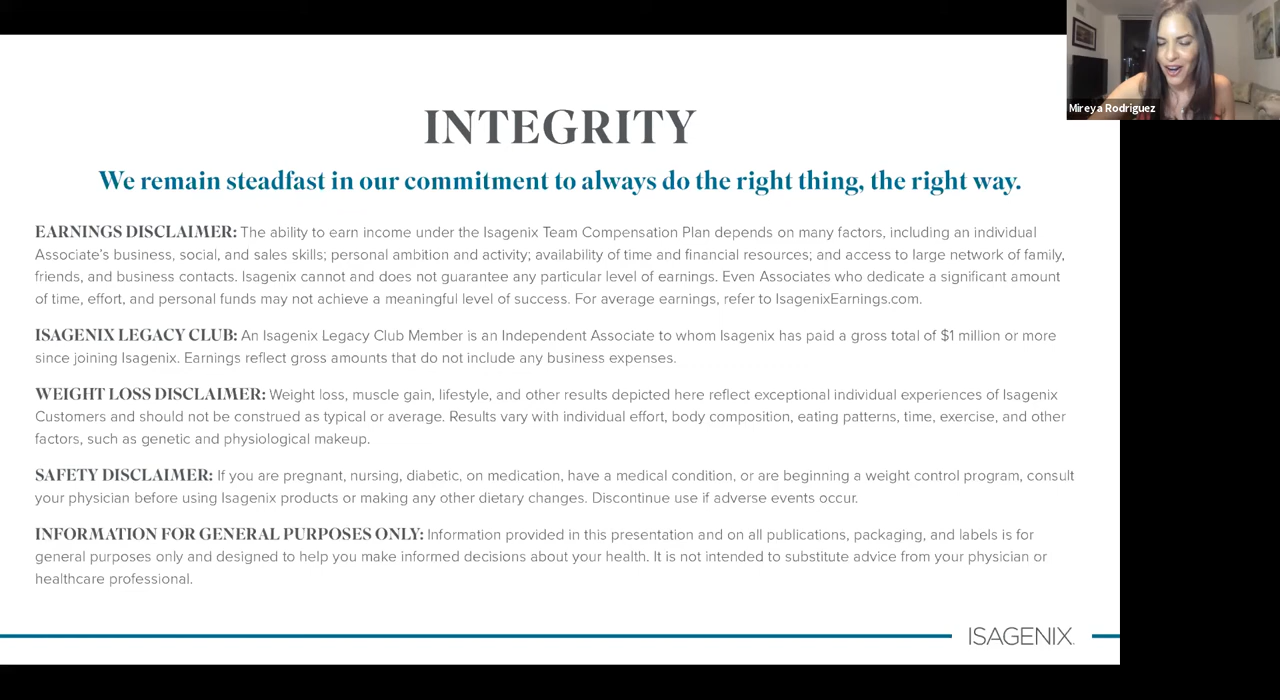 Mireya Rodriguez
INTEGRITY
We remain steadfast in our commitment to always do the right thing, the right way.
EARNINGS DISCLAIMER: The ability to earn income under the Isagenix Team Compensation Plan depends on many factors, including an individual
Associate's business, social, and sales skills; personal ambition and activity; availability of time and financial resources; and access to large network of family,
friends, and business contacts. Isagenix cannot and does not guarantee any particular level of earnings. Even Associates who dedicate a significant amount
of time, effort, and personal funds may not achieve a meaningful level of success. For average earnings, refer to IsagenixEarnings.com.
ISAGENIX LEGACY CLUB: An Isagenix Legacy Club Member is an Independent Associate to whom Isagenix has paid a gross total of $1 million or more
since joining Isagenix. Earnings reflect gross amounts that do not include any business expenses.
WEIGHT LOSS DISCLAIMER: Weight loss, muscle gain, lifestyle, and other results depicted here reflect exceptional individual experiences of Isagenix
Customers and should not be construed as typical or average. Results vary with individual effort, body composition, eating patterns, time, exercise, and other
factors, such as genetic and physiological makeup.
SAFETY DISCLAIMER: If you are pregnant, nursing, diabetic, on medication, have a medical condition, or are beginning a weight control program, consult
your physician before using Isagenix products or making any other dietary changes. Discontinue use if adverse events occur.
INFORMATION FOR GENERAL PURPOSES ONLY: Information provided in this presentation and on all publications, packaging, and labels is for
general purposes only and designed to help you make informed decisions about your health. It is not intended to substitute advice from your physician or
healthcare professional.
ISAGENIX